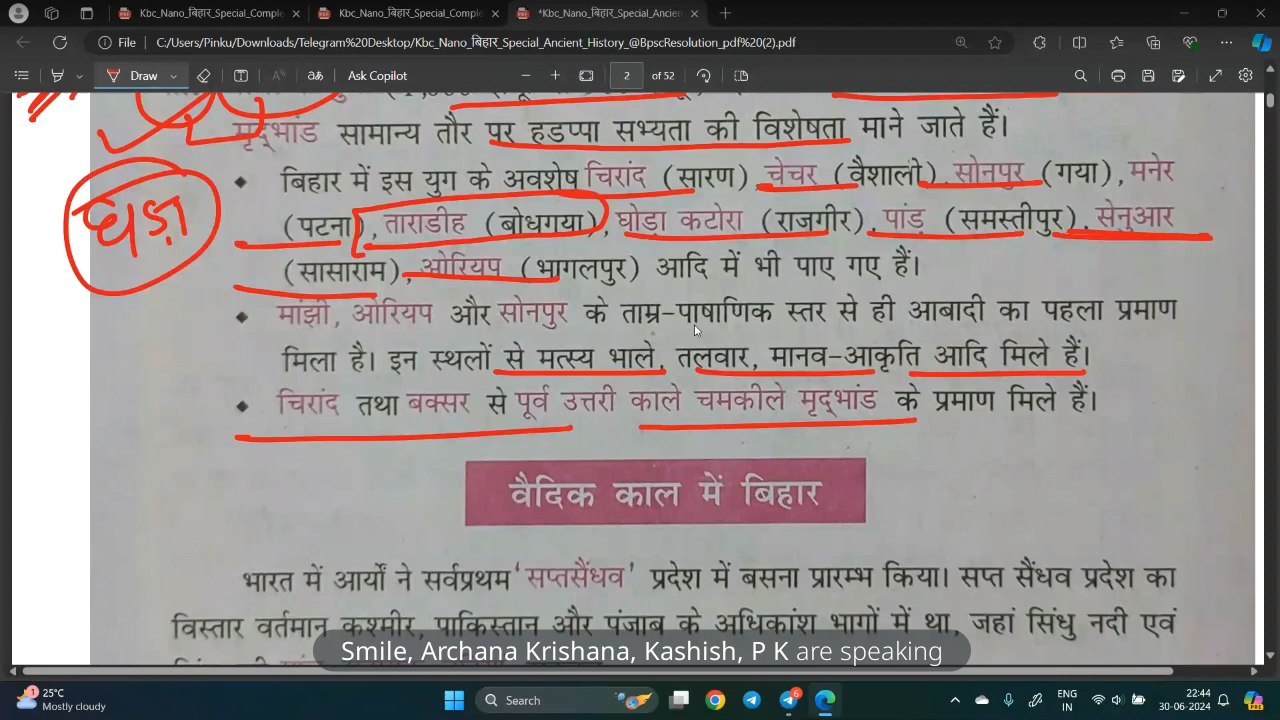 Kbc_Nano_बिहार_Special_Comple
Kbc_Nano_बिहार_Special_Comple
*Kbc_Nano_बिहार_Special_Ancien
File C:/Users/Pinku/Downloads/Telegram%20Desktop/Kbc_Nano_बिहार_Special_Ancient_History_@BpscResolution_pdf%20(2).pdf
Draw Ask Copilot 2 of 52
मृद्‌भांड सामान्य तौर पर हडप्पा सभ्यता की विशेषता माने जाते हैं।
घड़ा
• बिहार में इस युग के अवशेष चिरांद (सारण) चेचर (वैशाली), सोनपुर (गया), मनेर
(पटना), ताराडीह (बोधगया), घोड़ा कटोरा (राजगीर), पांड़ (समस्तीपुर), सेनुआर
(सासाराम), ओरियप (भागलपुर) आदि में भी पाए गए हैं।
• मांझी, ओरियप और सोनपुर के ताम्र-पाषाणिक स्तर से ही आबादी का पहला प्रमाण
मिला है। इन स्थलों से मत्स्य भाले, तलवार, मानव-आकृति आदि मिले हैं।
• चिरांद तथा बक्सर से पूर्व उत्तरी काले चमकीले मृद्‌भांड के प्रमाण मिले हैं।
वैदिक काल में बिहार
भारत में आर्यों ने सर्वप्रथम 'सप्तसैंधव' प्रदेश में बसना प्रारम्भ किया। सप्त सैंधव प्रदेश का
विस्तार वर्तमान कश्मीर, पाकिस्तान और पंजाब के अधिकांश भागों में था, जहां सिंधु नदी एवं
Smile, Archana Krishana, Kashish, P K are speaking
1 25°C
Mostly cloudy
Search
6
ENG
IN
22:44
30-06-2024